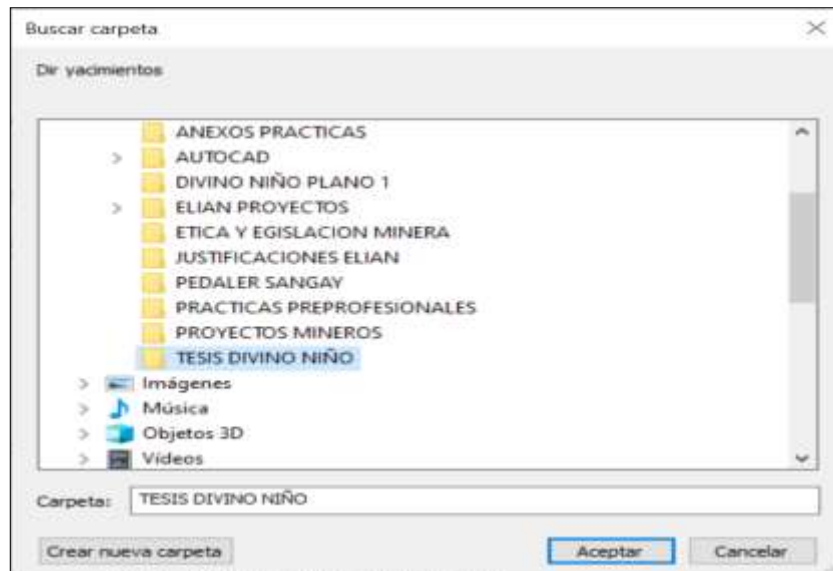 Buscar carpeta
Dir yacimientos
ANEXOS PRACTICAS
AUTOCAD
DIVINO NIÑO PLANO 1
ELIAN PROYECTOS
ETICA Y EGISLACION MINERA
JUSTIFICACIONES ELIAN
PEDALER SANGAY
PRACTICAS PREPROFESIONALES
PROYECTOS MINEROS
TESIS DIVINO NIÑO
Imágenes
Música
Objetos 3D
Vídeos
Carpeta: TESIS DIVINO NIÑO
Crear nueva carpeta Aceptar Cancelar